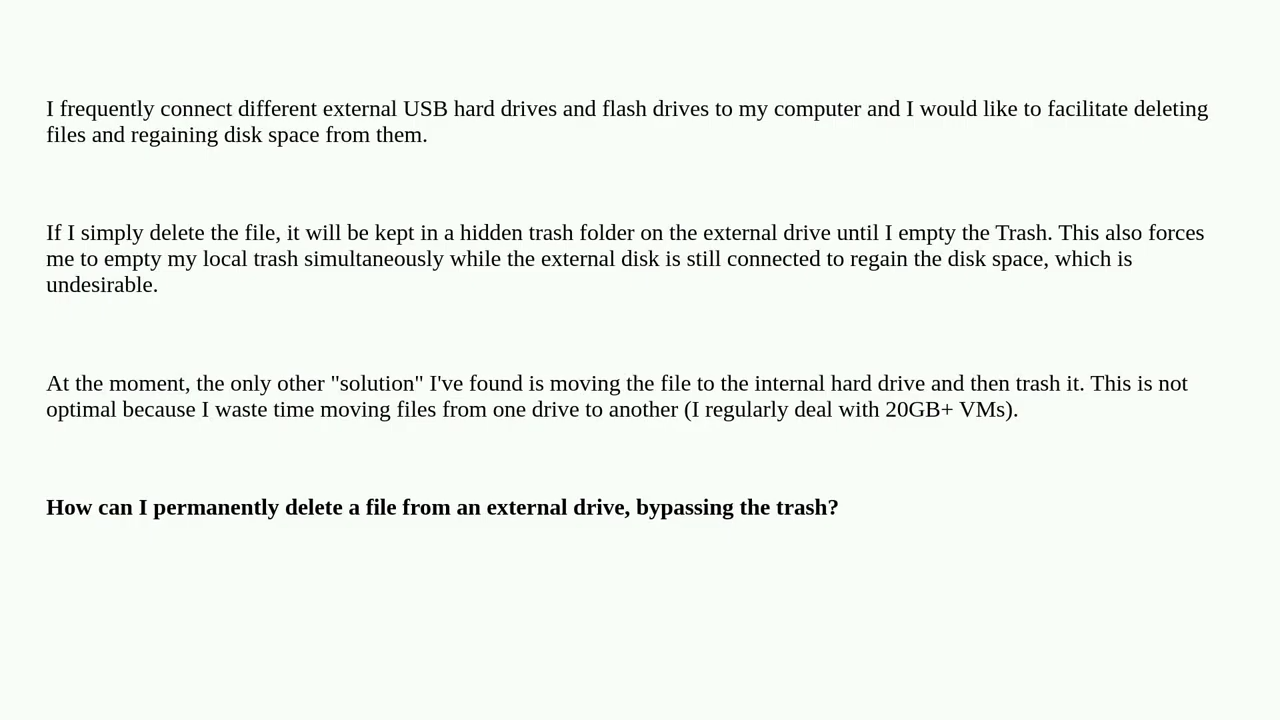 I frequently connect different external USB hard drives and flash drives to my computer and I would like to facilitate deleting
files and regaining disk space from them.
If I simply delete the file, it will be kept in a hidden trash folder on the external drive until I empty the Trash. This also forces
me to empty my local trash simultaneously while the external disk is still connected to regain the disk space, which is
undesirable.
At the moment, the only other "solution" I've found is moving the file to the internal hard drive and then trash it. This is not
optimal because I waste time moving files from one drive to another (I regularly deal with 20GB+ VMs).
How can I permanently delete a file from an external drive, bypassing the trash?